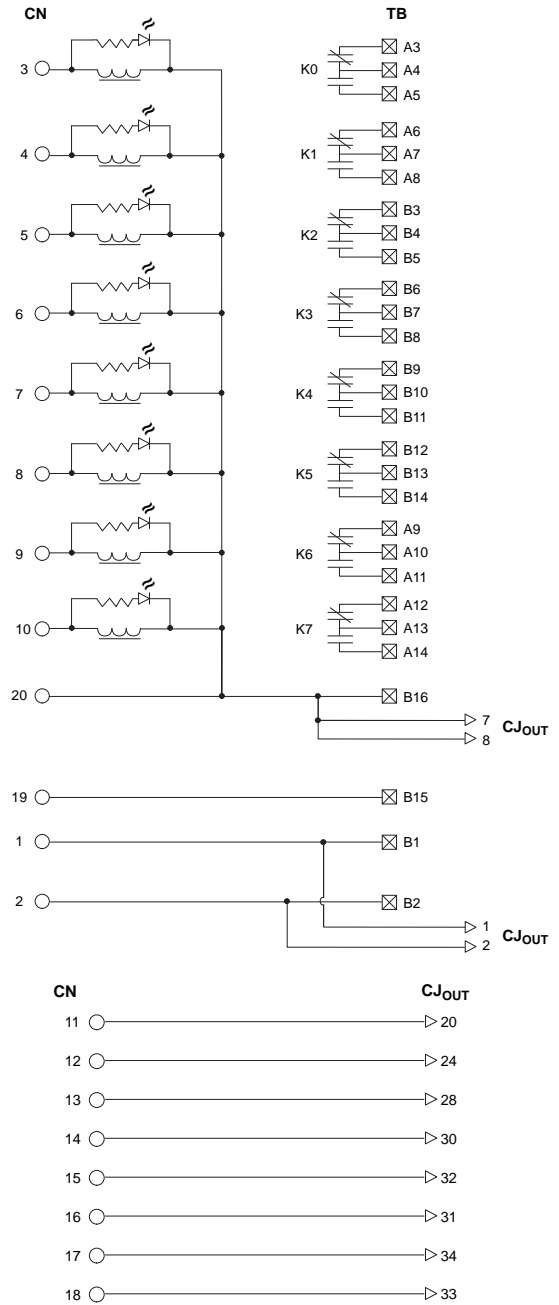 CN TB
3 K0 A3
A4
A5
4 K1 A6
A7
A8
5 K2 B3
B4
B5
6 K3 B6
B7
B8
7 K4 B9
B10
B11
8 K5 B12
B13
B14
9 K6 A9
A10
A11
10 K7 A12
A13
A14
20 B16
7 CJOUT
8
19 B15
1 B1
2 B2
1 CJOUT
2
CN CJOUT
11 20
12 24
13 28
14 30
15 32
16 31
17 34
18 33